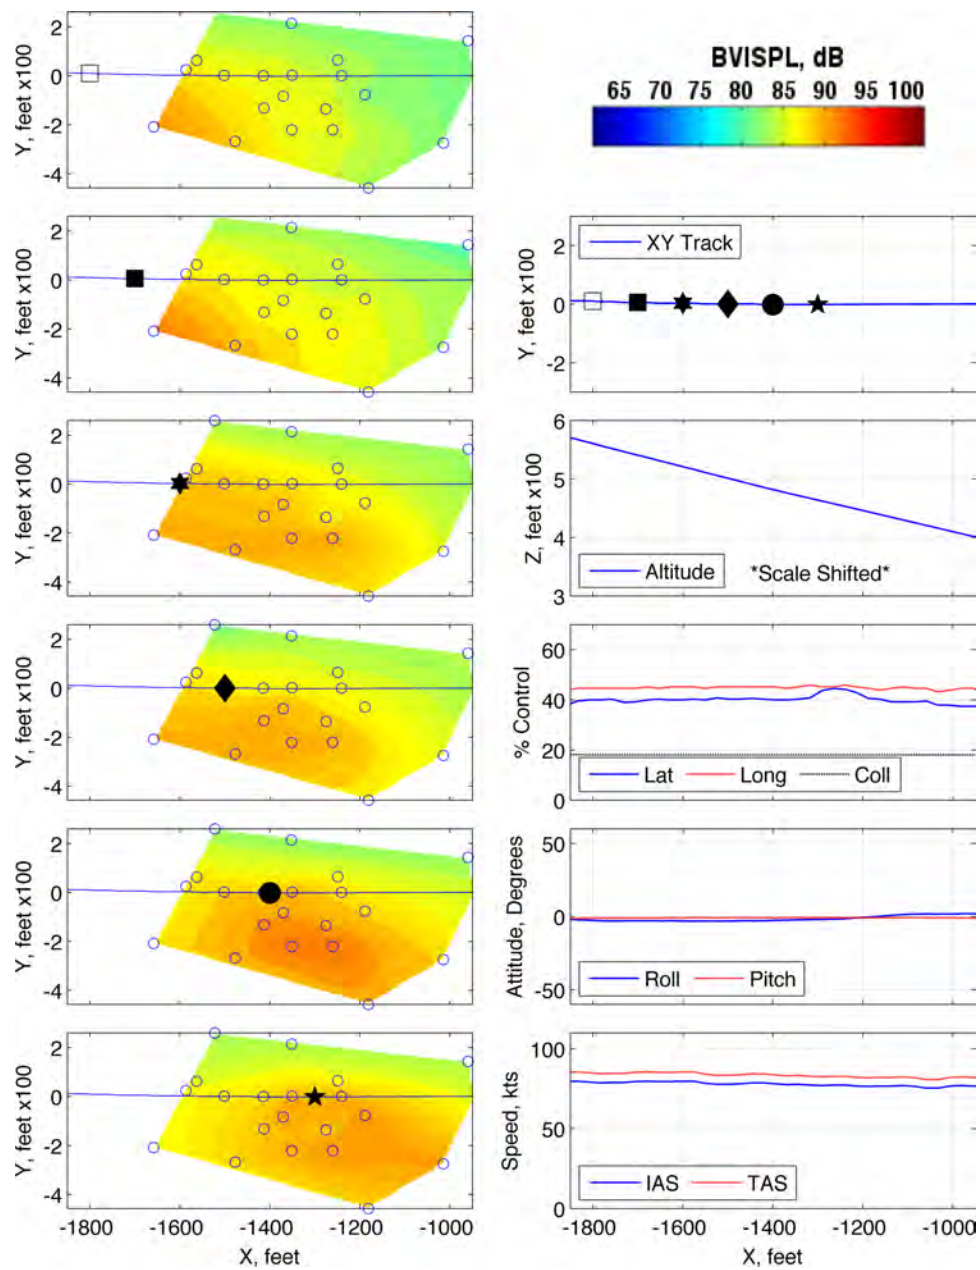 2
0
-2
-4
Y, feet x100
BVISPL, dB
65 70 75 80 85 90 95 100
2
0
-2
-4
Y, feet x100
2
0
-2
Y, feet x100
XY Track
2
0
-2
-4
Y, feet x100
6
5
4
3
Z, feet x100
Altitude *Scale Shifted*
2
0
-2
-4
Y, feet x100
60
40
20
0
% Control
Lat Long Coll
2
0
-2
-4
Y, feet x100
50
0
-50
Attitude, Degrees
Roll Pitch
2
0
-2
-4
Y, feet x100
-1800 -1600 -1400 -1200 -1000
X, feet
100
50
0
Speed, kts
IAS TAS
-1800 -1600 -1400 -1200 -1000
X, feet